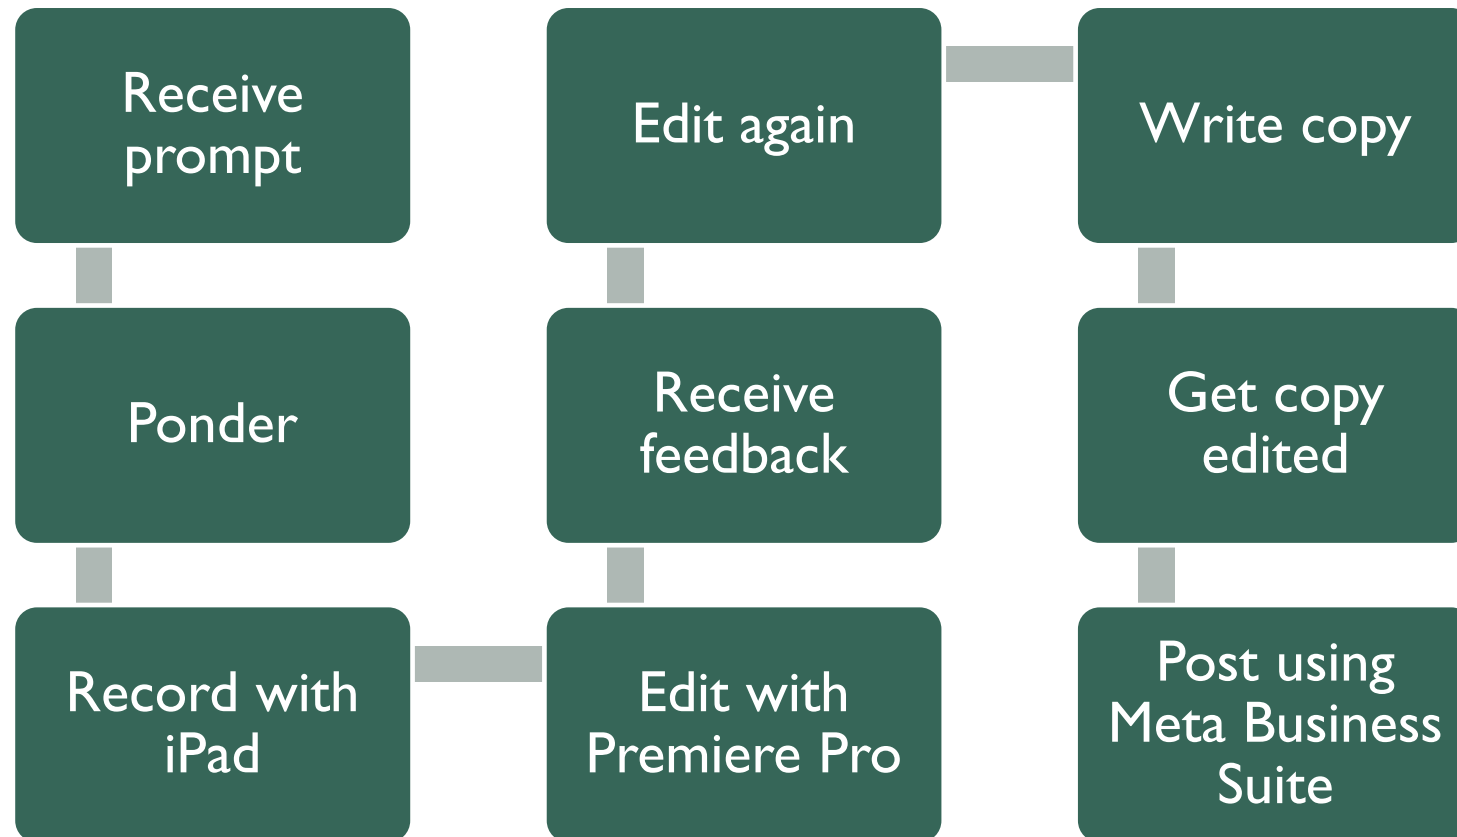 Receive
prompt
Ponder
Record with
iPad
Edit with
Premiere Pro
Receive
feedback
Edit again
Write copy
Get copy
edited
Post using
Meta Business
Suite